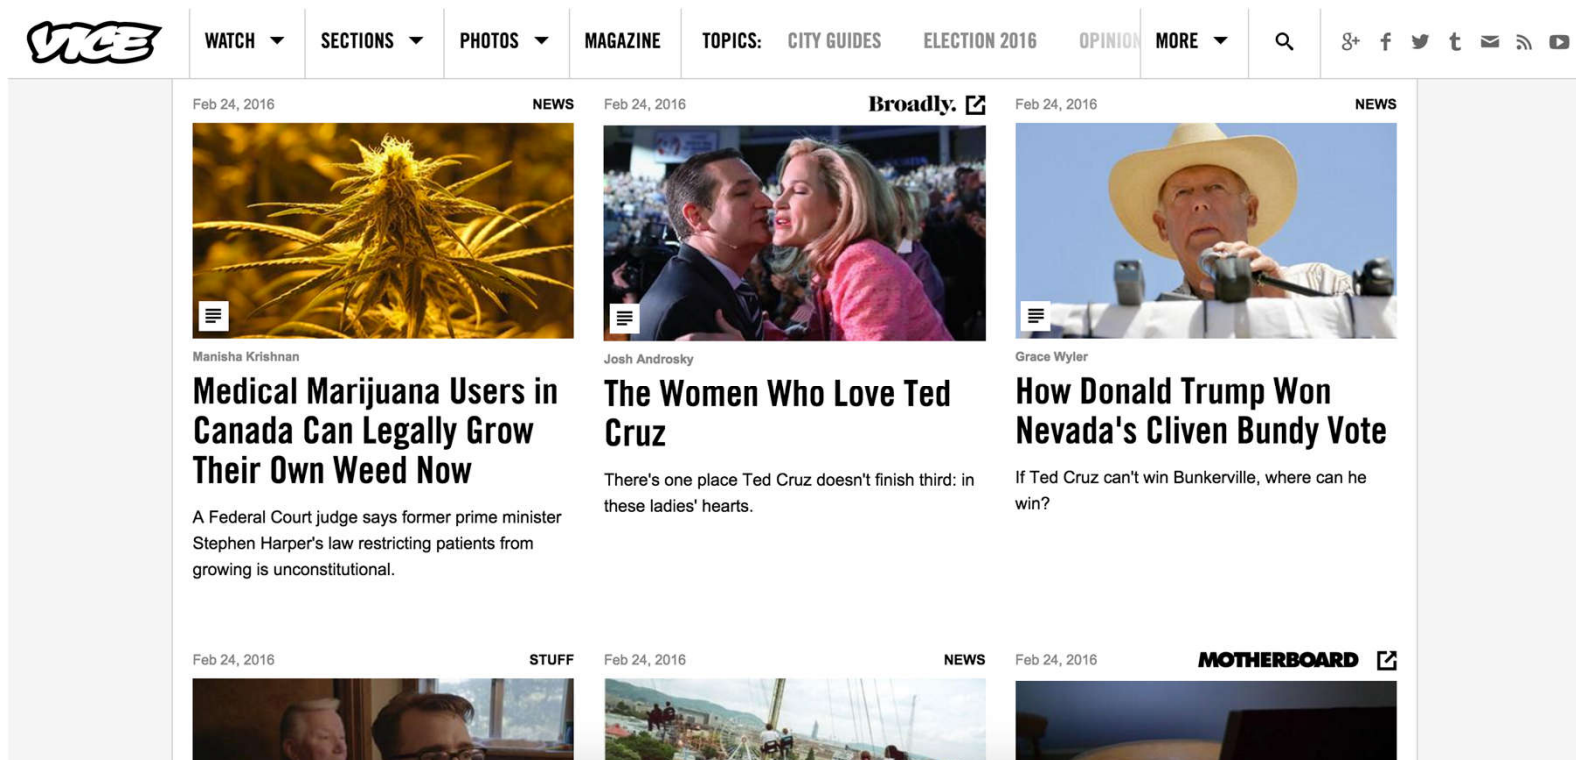 VICE
WATCH
SECTIONS
PHOTOS
MAGAZINE
TOPICS:
CITY GUIDES
ELECTION 2016
OPINION
MORE
8+
f
t
Feb 24, 2016
NEWS
Manisha Krishnan
Medical Marijuana Users in
Canada Can Legally Grow
Their Own Weed Now
A Federal Court judge says former prime minister
Stephen Harper's law restricting patients from
growing is unconstitutional.
Feb 24, 2016
Broadly.
Josh Androsky
The Women Who Love Ted
Cruz
There's one place Ted Cruz doesn't finish third: in
these ladies' hearts.
Feb 24, 2016
NEWS
Grace Wyler
How Donald Trump Won
Nevada's Cliven Bundy Vote
If Ted Cruz can't win Bunkerville, where can he
win?
Feb 24, 2016
STUFF
Feb 24, 2016
NEWS
Feb 24, 2016
MOTHERBOARD